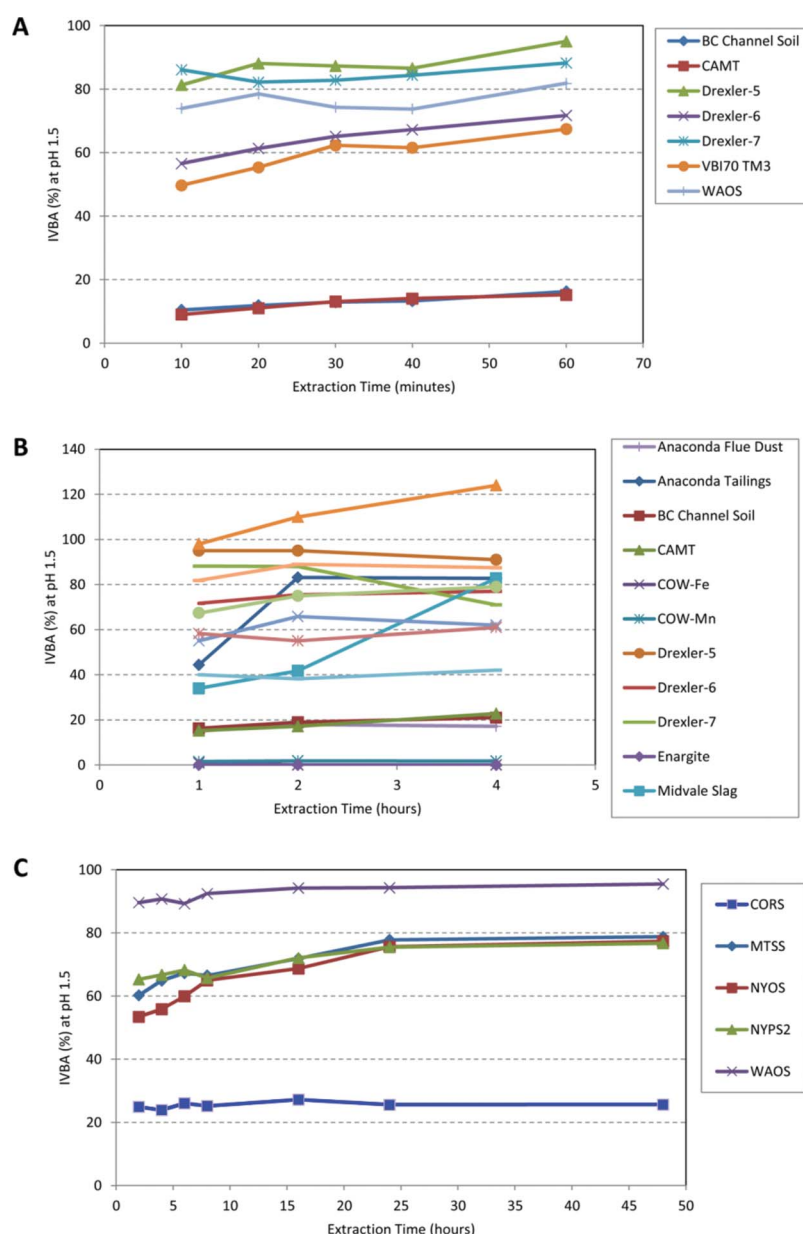 A
IVBA (%) at pH 1.5
100
80
60
40
20
0
0 10 20 30 40 50 60 70
Extraction Time (minutes)
BC Channel Soil
CAMT
Drexler-5
Drexler-6
Drexler-7
VBI70 TM3
WAOS
B
IVBA (%) at pH 1.5
140
120
100
80
60
40
20
0
0 1 2 3 4 5
Extraction Time (hours)
Anaconda Flue Dust
Anaconda Tailings
BC Channel Soil
CAMT
COW-Fe
COW-Mn
Drexler-5
Drexler-6
Drexler-7
Enargite
Midvale Slag
C
IVBA (%) at pH 1.5
100
80
60
40
20
0
0 5 10 15 20 25 30 35 40 45 50
Extraction Time (hours)
CORS
MTSS
NYOS
NYPS2
WAOS